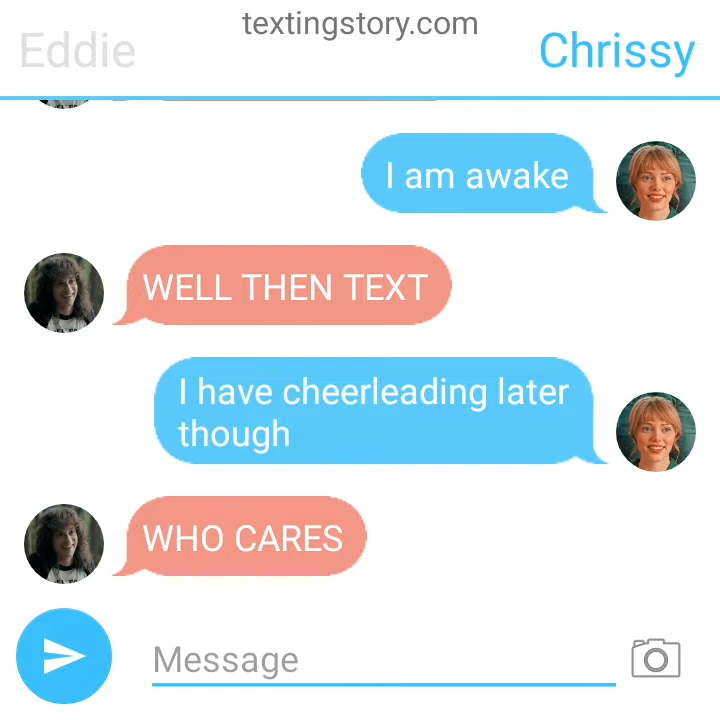 textingstory.com
Eddie
Chrissy
I am awake
WELL THEN TEXT
I have cheerleading later
though
WHO CARES
Message